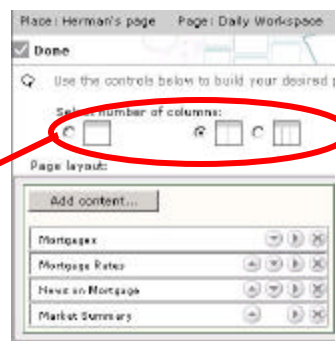 Place: Herman's page Page: Daily Workspace
Done
Use the controls below to build your desired
Select number of columns:
Page layout:
Add content...
Mortgages
Mortgage Rates
News on Mortgage
Market Summary